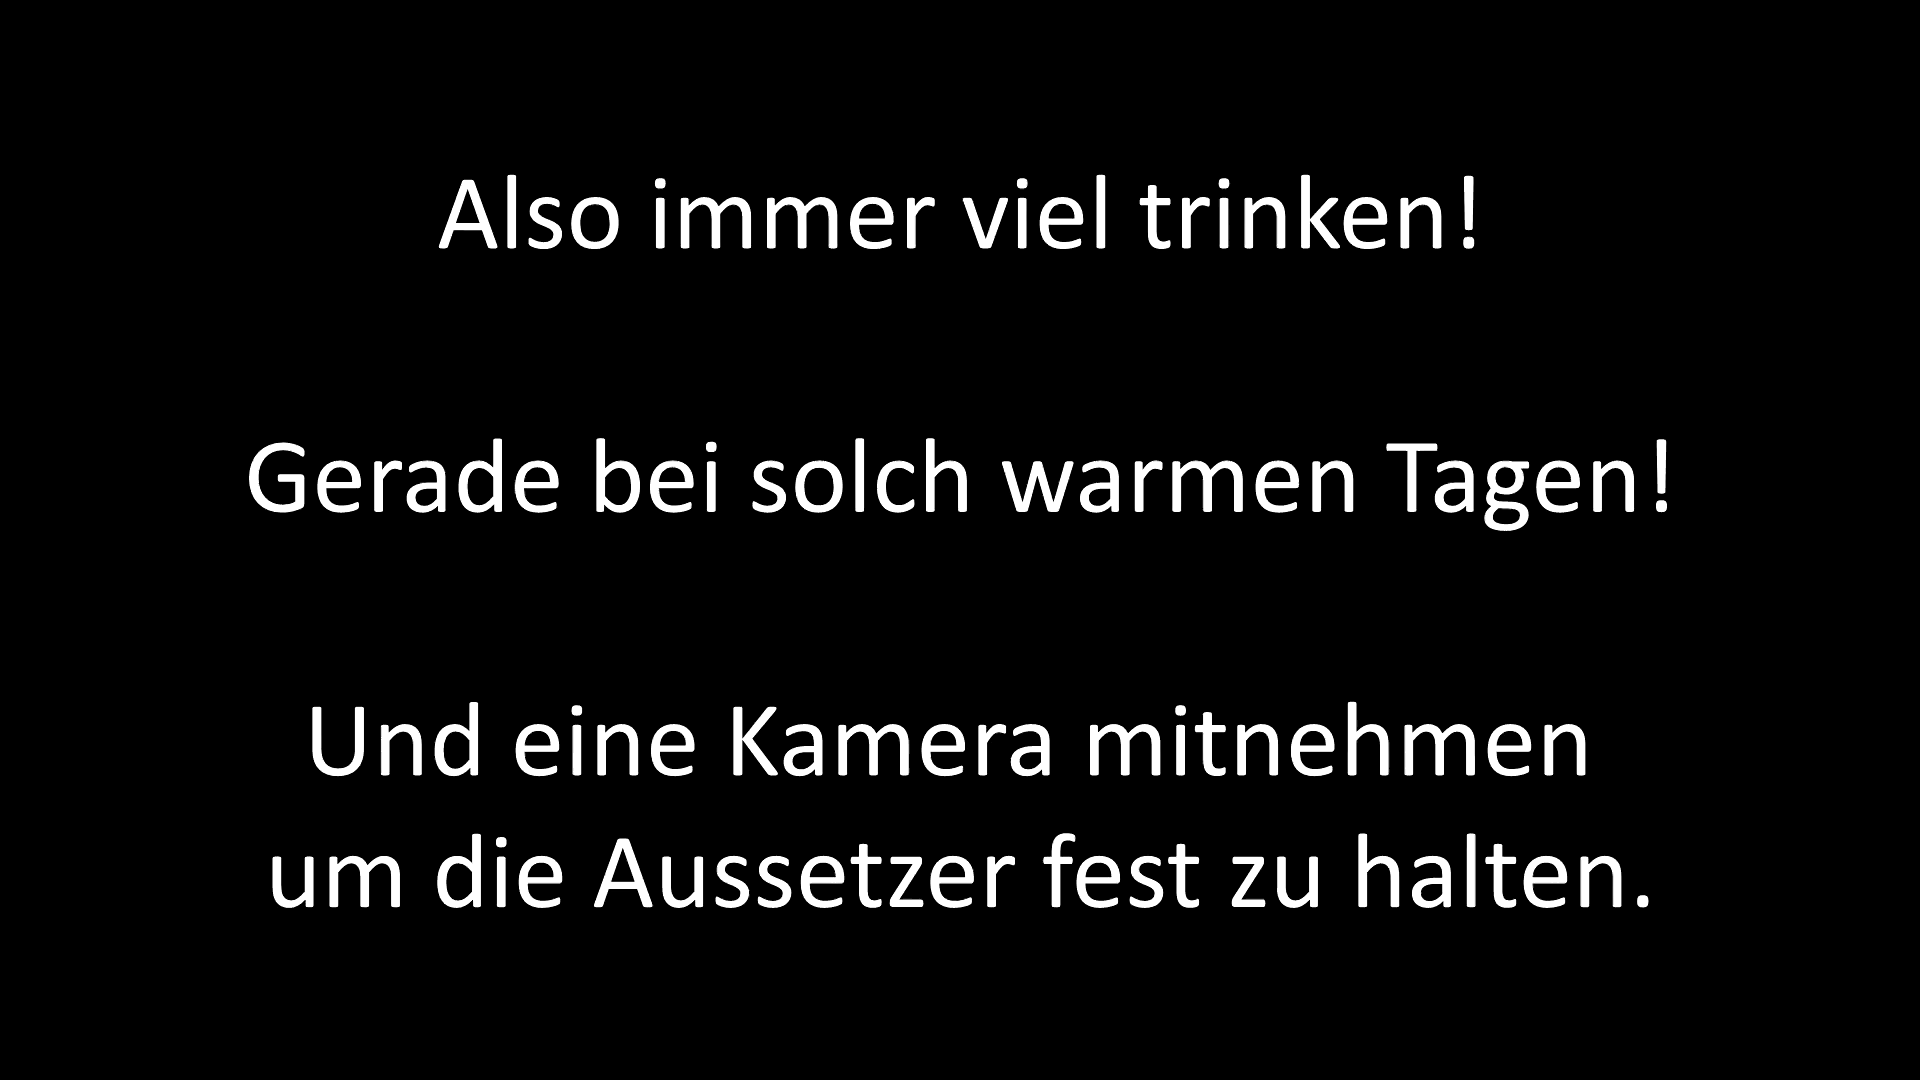 Also immer viel trinken!
Gerade bei solch warmen Tagen!
Und eine Kamera mitnehmen
um die Aussetzer fest zu halten.